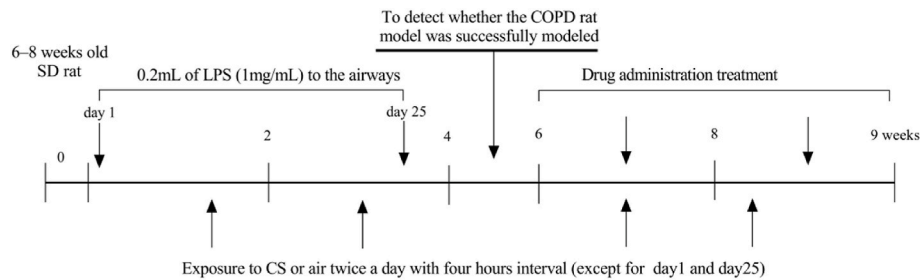 To detect whether the COPD rat
model was successfully modeled
6–8 weeks old
SD rat
0.2mL of LPS (1mg/mL) to the airways
Drug administration treatment
day 1
day 25
0
2
4
6
8
9 weeks
Exposure to CS or air twice a day with four hours interval (except for day1 and day25)